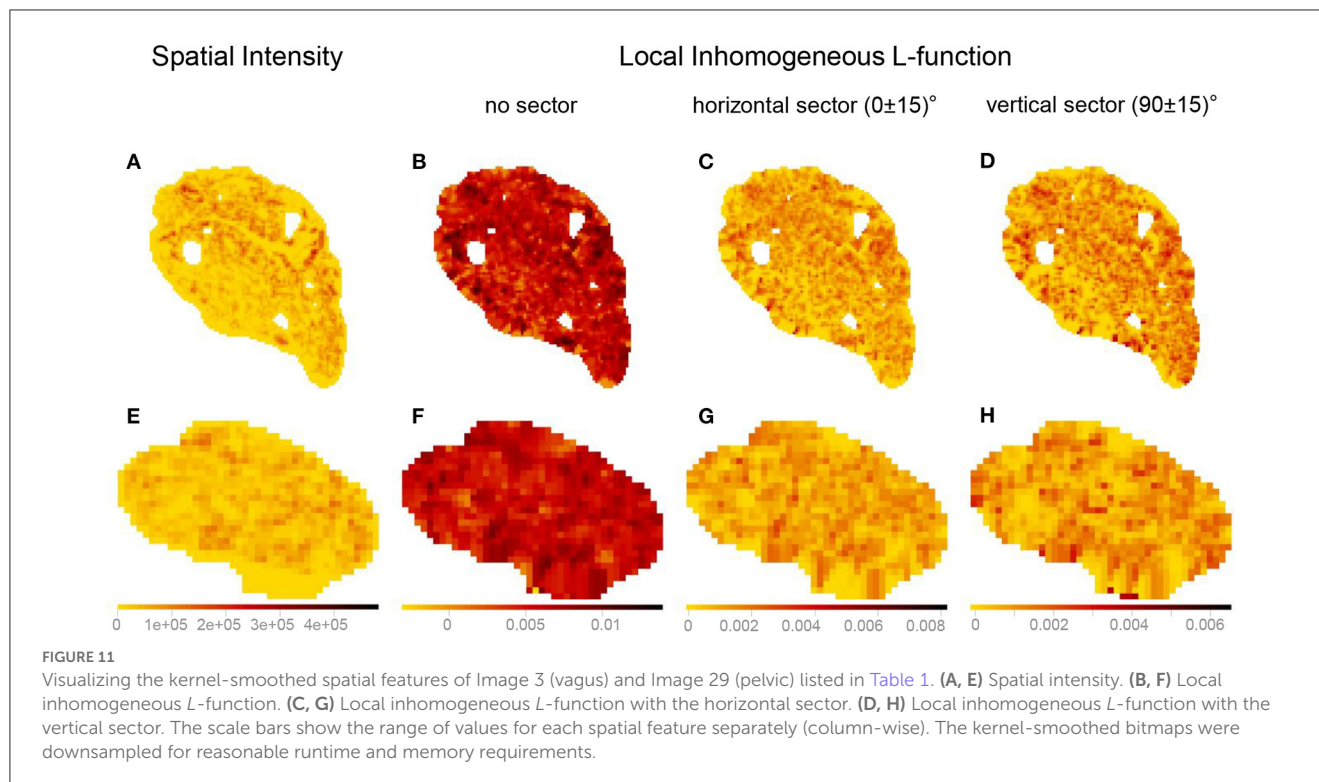 Spatial Intensity
Local Inhomogeneous L-function
no sector
horizontal sector (0±15)°
vertical sector (90±15)°
A
B
C
D
E
F
G
H
0 1e+05 2e+05 3e+05 4e+05
0 0.005 0.01
0 0.002 0.004 0.006 0.008
0 0.002 0.004 0.006
FIGURE 11
Visualizing the kernel-smoothed spatial features of Image 3 (vagus) and Image 29 (pelvic) listed in Table 1. (A, E) Spatial intensity. (B, F) Local
inhomogeneous L-function. (C, G) Local inhomogeneous L-function with the horizontal sector. (D, H) Local inhomogeneous L-function with the
vertical sector. The scale bars show the range of values for each spatial feature separately (column-wise). The kernel-smoothed bitmaps were
downsampled for reasonable runtime and memory requirements.